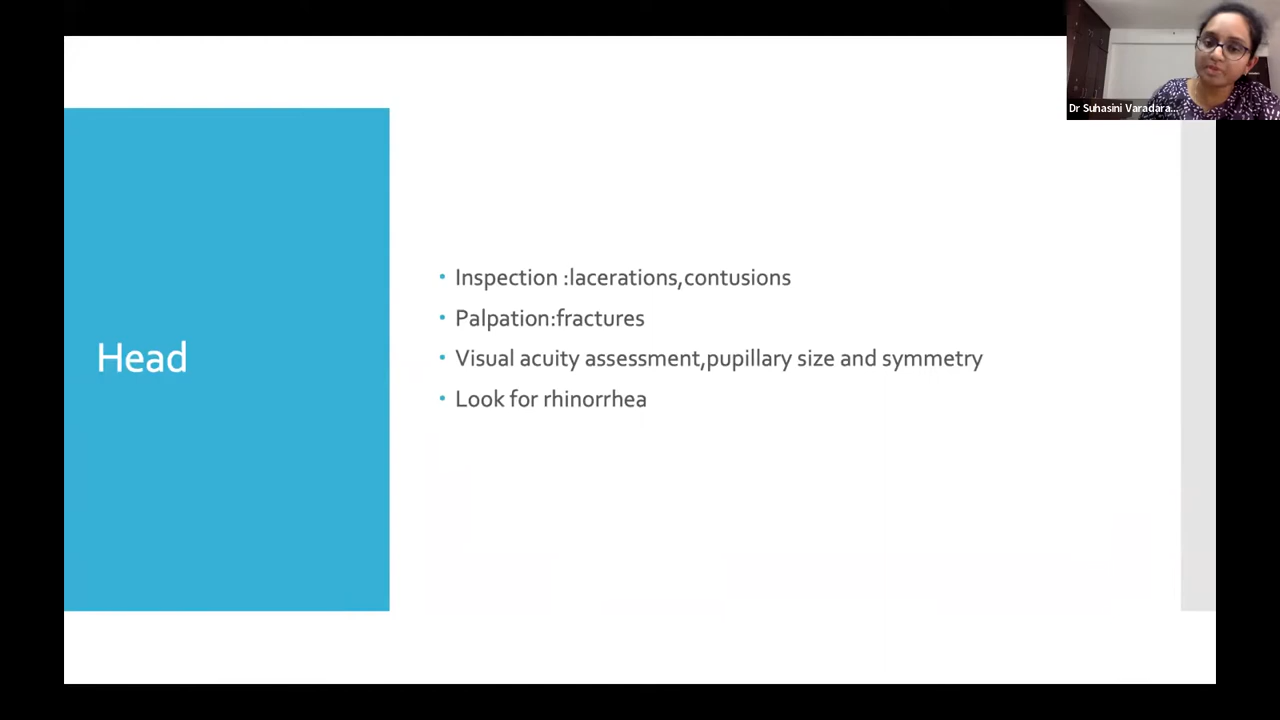 Dr Suhasini Varadara...
Head
Inspection :lacerations,contusions
Palpation:fractures
Visual acuity assessment,pupillary size and symmetry
Look for rhinorrhea